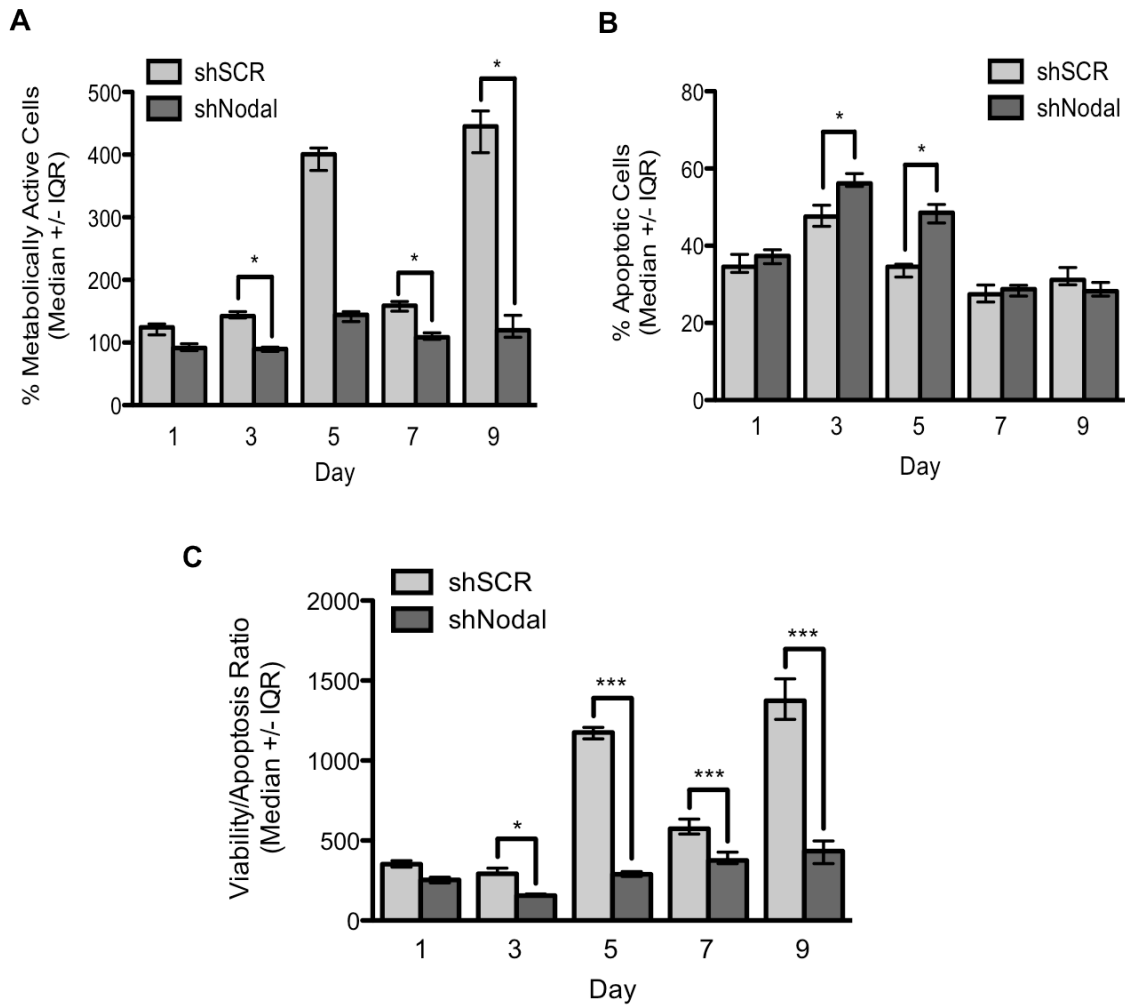 A
shSCR
shNodal
% Metabolically Active Cells
(Median +/- IQR)
500
400
300
200
100
0
*
*
*
1 3 5 7 9
Day
B
shSCR
shNodal
% Apoptotic Cells
(Median +/- IQR)
80
60
40
20
0
*
*
1 3 5 7 9
Day
C
shSCR
shNodal
Viability/Apoptosis Ratio
(Median +/- IQR)
2000
1500
1000
500
0
*
***
***
***
1 3 5 7 9
Day